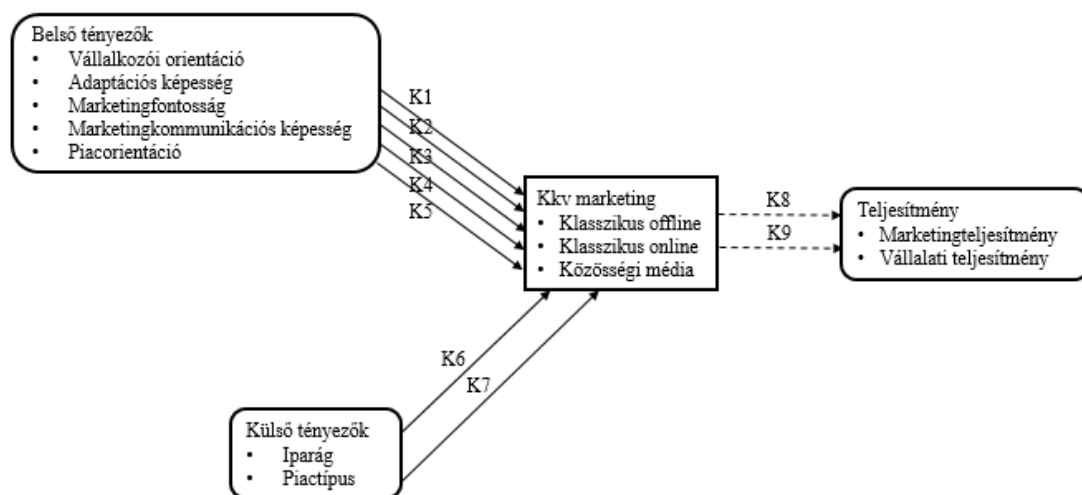 Belső tényezők
• Vállalkozói orientáció
• Adaptációs képesség
• Marketingfontosság
• Marketingkommunikációs képesség
• Piacorientáció
K1
K2
K3
K4
K5
Kkv marketing
• Klasszikus offline
• Klasszikus online
• Közösségi média
K8
K9
Teljesítmény
• Marketingteljesítmény
• Vállalati teljesítmény
K6
K7
Külső tényezők
• Iparág
• Piactípus